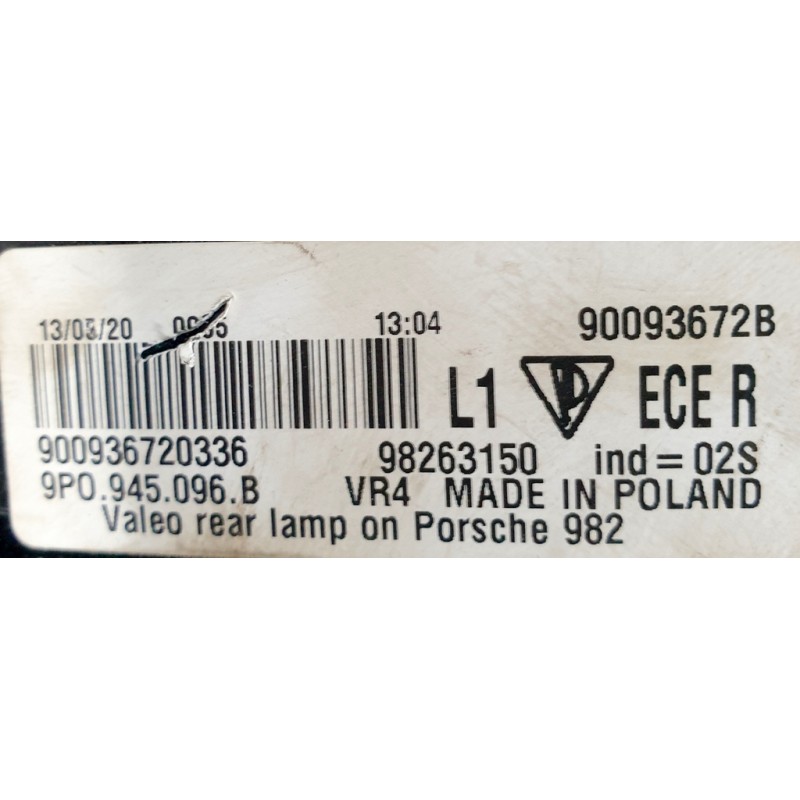 13/05/20 13:04 90093672B
L1 ECE R
900936720336 98263150 ind=02S
9P0.945.096.B VR4 MADE IN POLAND
Valeo rear lamp on Porsche 982